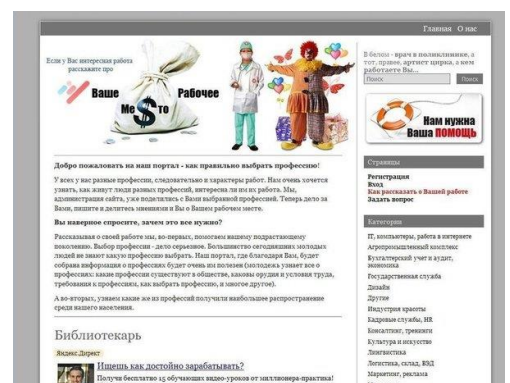 Главная О нас
Если у Вас интересная работа
расскажите про
Ваше Рабочее
Ме $ то
Добро пожаловать на наш портал - как правильно выбрать профессию!
У всех у нас разные профессии, следовательно и характеры работ. Нам очень хочется
узнать, как живут люди разных профессий, интересна ли им их работа. Мы,
администрация сайта, уже поделились с Вами выбранной профессией. Теперь дело за
Вами, пишите и делитесь мнениями и Вы о Вашем рабочем месте.
Вы наверное спросите, зачем это все нужно?
Рассказывая о своей работе мы, во-первых, помогаем нашему подрастающему
поколению. Выбор профессии - дело серьезное. Большинство сегодняшних молодых
людей не знают какую профессию выбрать. Наш портал, где благодаря Вам, будет
собрана информация о профессиях будет очень им полезен (молодежь узнает все о
профессиях: какие профессии существуют в обществе, каковы орудия и условия труда,
требования к профессиям, как выбрать профессию, и многое другое).
А во-вторых, узнаем какие же из профессий получили наибольшее распространение
среди нашего населения.
Библиотекарь
Яндекс.Директ
Ищешь как достойно зарабатывать?
Получи бесплатно 15 обучающих видео-уроков от миллионера-практика!
В белом - врач в поликлинике, а
тот, правее, артист цирка, а кем
работаете Вы...
Поиск Поиск
Нам нужна
Ваша ПОМОЩЬ
Страницы
Регистрация
Вход
Как рассказать о Вашей работе
Задать вопрос
Категории
IT, компьютеры, работа в интернете
Агропромышленный комплекс
Бухгалтерский учет и аудит,
экономика
Государственная служба
Дизайн
Другие
Индустрия красоты
Кадровые службы, HR
Консалтинг, тренинги
Культура и искусство
Лингвистика
Логистика, склад, ВЭД
Маркетинг, реклама